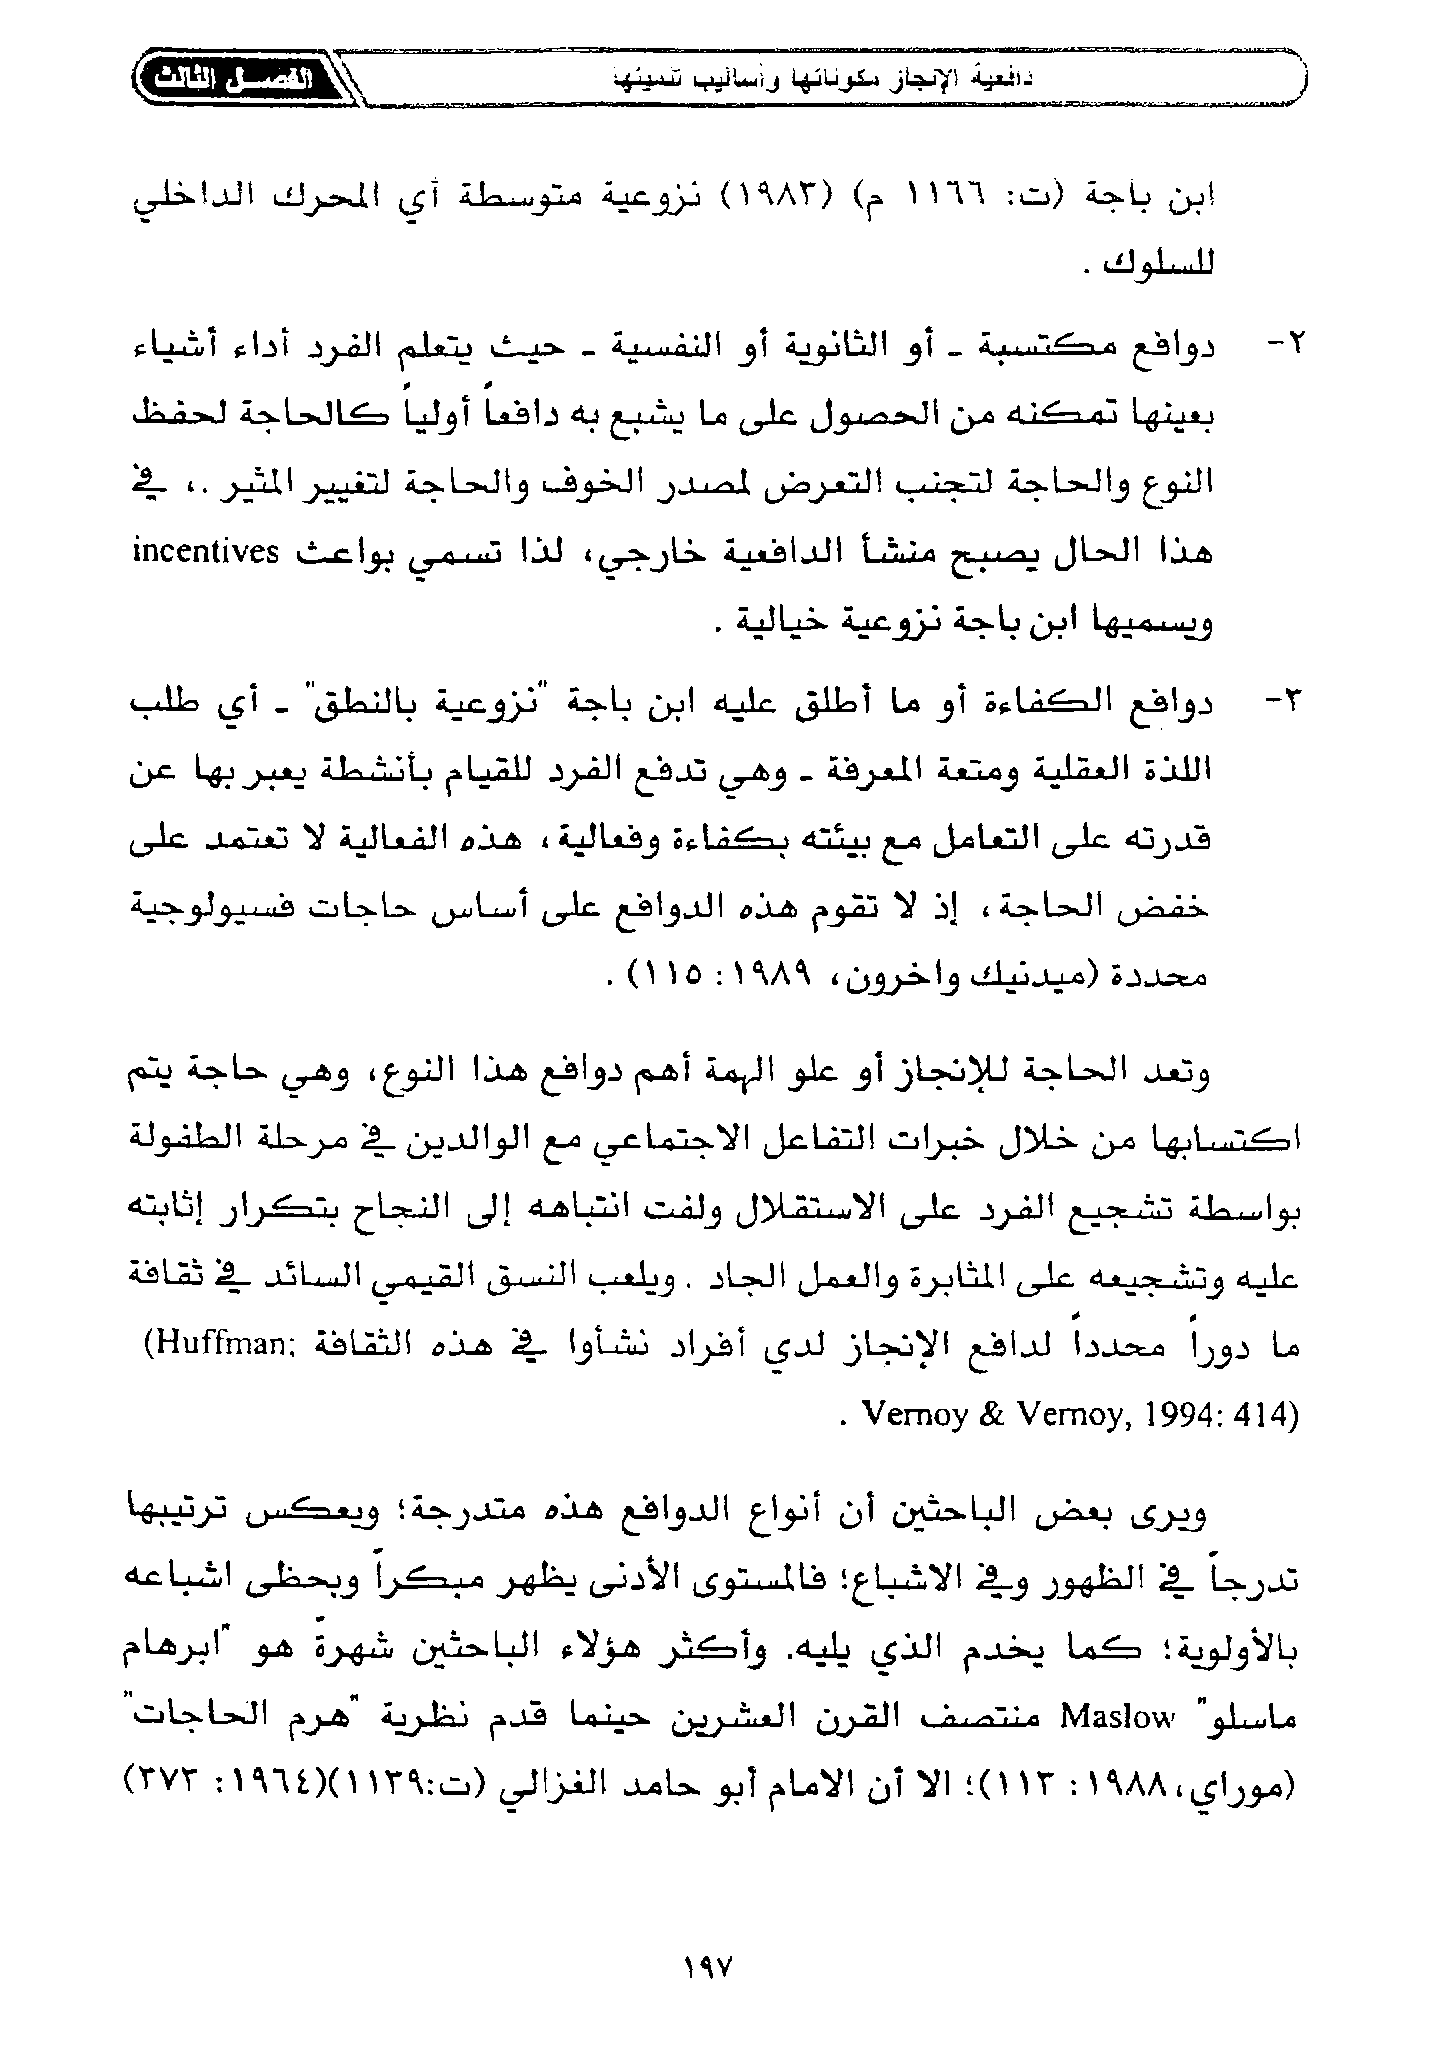 دافعية الإنجاز مكوناتها وأساليب تنميتها
الفصل الثالث
ابن باجة (ت: ١١٦٦ م) (١٩٨٣) نزوعية متوسطة أي المحرك الداخلي
للسلوك .
٢- دوافع مكتسبة - أو الثانوية أو النفسية - حيث يتعلم الفرد أداء أشياء
بعينها تمكنه من الحصول على ما يشبع به دافعاً أولياً كالحاجة لحفظ
النوع والحاجة لتجنب التعرض لمصدر الخوف والحاجة لتغيير المثير .، في
هذا الحال يصبح منشأ الدافعية خارجي، لذا تسمي بواعث incentives
ويسميها ابن باجة نزوعية خيالية .
٣- دوافع الكفاءة أو ما أطلق عليه ابن باجة "نزوعية بالنطق" - أي طلب
اللذة العقلية ومتعة المعرفة - وهي تدفع الفرد للقيام بأنشطة يعبر بها عن
قدرته على التعامل مع بيئته بكفاءة وفعالية، هذه الفعالية لا تعتمد على
خفض الحاجة، إذ لا تقوم هذه الدوافع على أساس حاجات فسيولوجية
محددة (ميدنيك واخرون، ١٩٨٩: ١١٥) .
وتعد الحاجة للإنجاز أو علو الهمة أهم دوافع هذا النوع، وهي حاجة يتم
اكتسابها من خلال خبرات التفاعل الاجتماعي مع الوالدين في مرحلة الطفولة
بواسطة تشجيع الفرد على الاستقلال ولفت انتباهه إلى النجاح بتكرار إثابته
عليه وتشجيعه على المثابرة والعمل الجاد . ويلعب النسق القيمي السائد في ثقافة
ما دوراً محدداً لدافع الإنجاز لدي أفراد نشأوا في هذه الثقافة (Huffman;
Vernoy & Vernoy, 1994: 414) .
ويرى بعض الباحثين أن أنواع الدوافع هذه متدرجة؛ ويعكس ترتيبها
تدرجاً في الظهور وفي الاشباع؛ فالمستوى الأدنى يظهر مبكراً وبحظى اشباعه
بالأولوية؛ كما يخدم الذي يليه. وأكثر هؤلاء الباحثين شهرةً هو "ابرهام
ماسلو" Maslow منتصف القرن العشرين حينما قدم نظرية "هرم الحاجات"
(موراي، ١٩٨٨: ١١٣)؛ الا أن الامام أبو حامد الغزالي (ت:١١٣٩)(١٩٦٤: ٣٧٣)
١٩٧